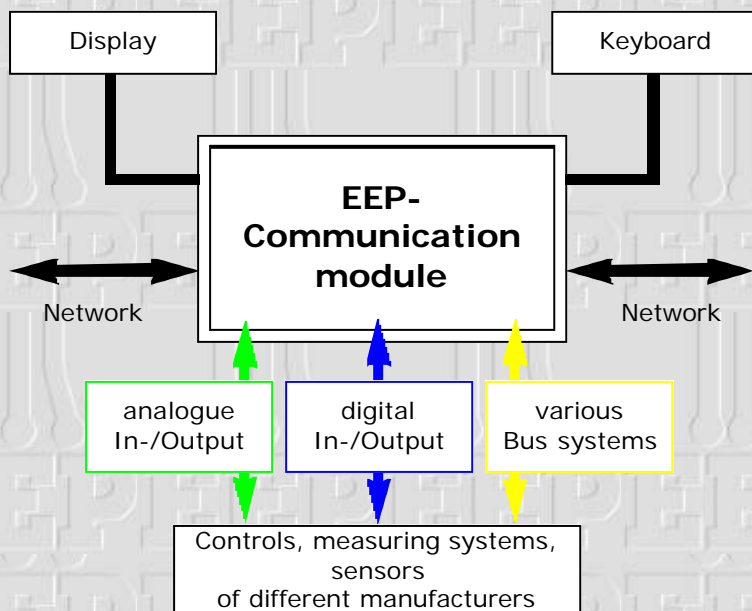 Display
Keyboard
EEP-
Communication
module
Network
Network
analogue
In-/Output
digital
In-/Output
various
Bus systems
Controls, measuring systems,
sensors
of different manufacturers